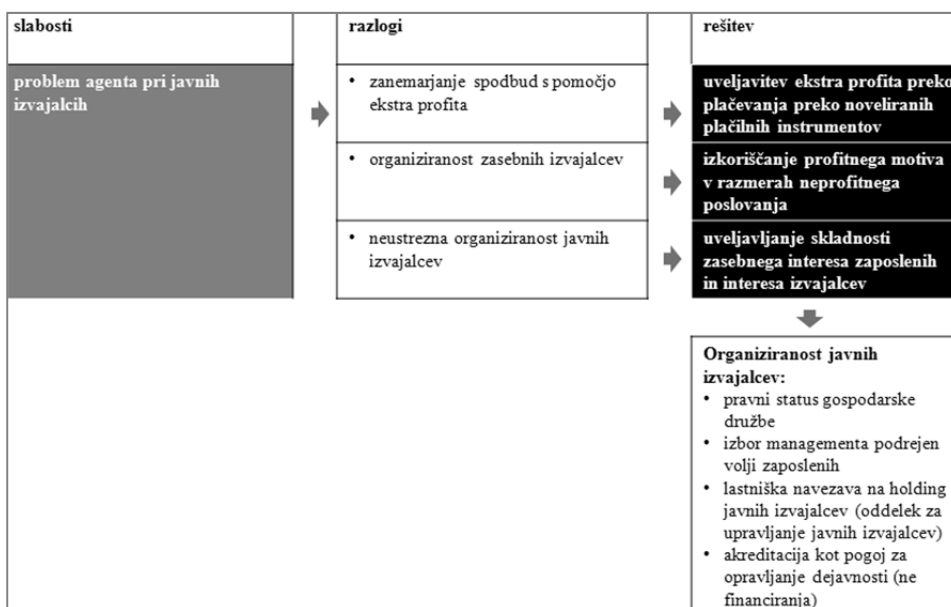 slabosti
razlogi
rešitev
problem agenta pri javnih
izvajalcih
• zanemarjanje spodbud s pomočjo
ekstra profita
uveljavitev ekstra profita preko
plačevanja preko noveliranih
plačilnih instrumentov
• organiziranost zasebnih izvajalcev
izkoriščanje profitnega motiva
v razmerah neprofitnega
poslovanja
• neustrezna organiziranost javnih
izvajalcev
uveljavljanje skladnosti
zasebnega interesa zaposlenih
in interesa izvajalcev
Organiziranost javnih
izvajalcev:
• pravni status gospodarske
družbe
• izbor managementa podrejen
volji zaposlenih
• lastniška navezava na holding
javnih izvajalcev (oddelek za
upravljanje javnih izvajalcev)
• akreditacija kot pogoj za
opravljanje dejavnosti (ne
financiranja)